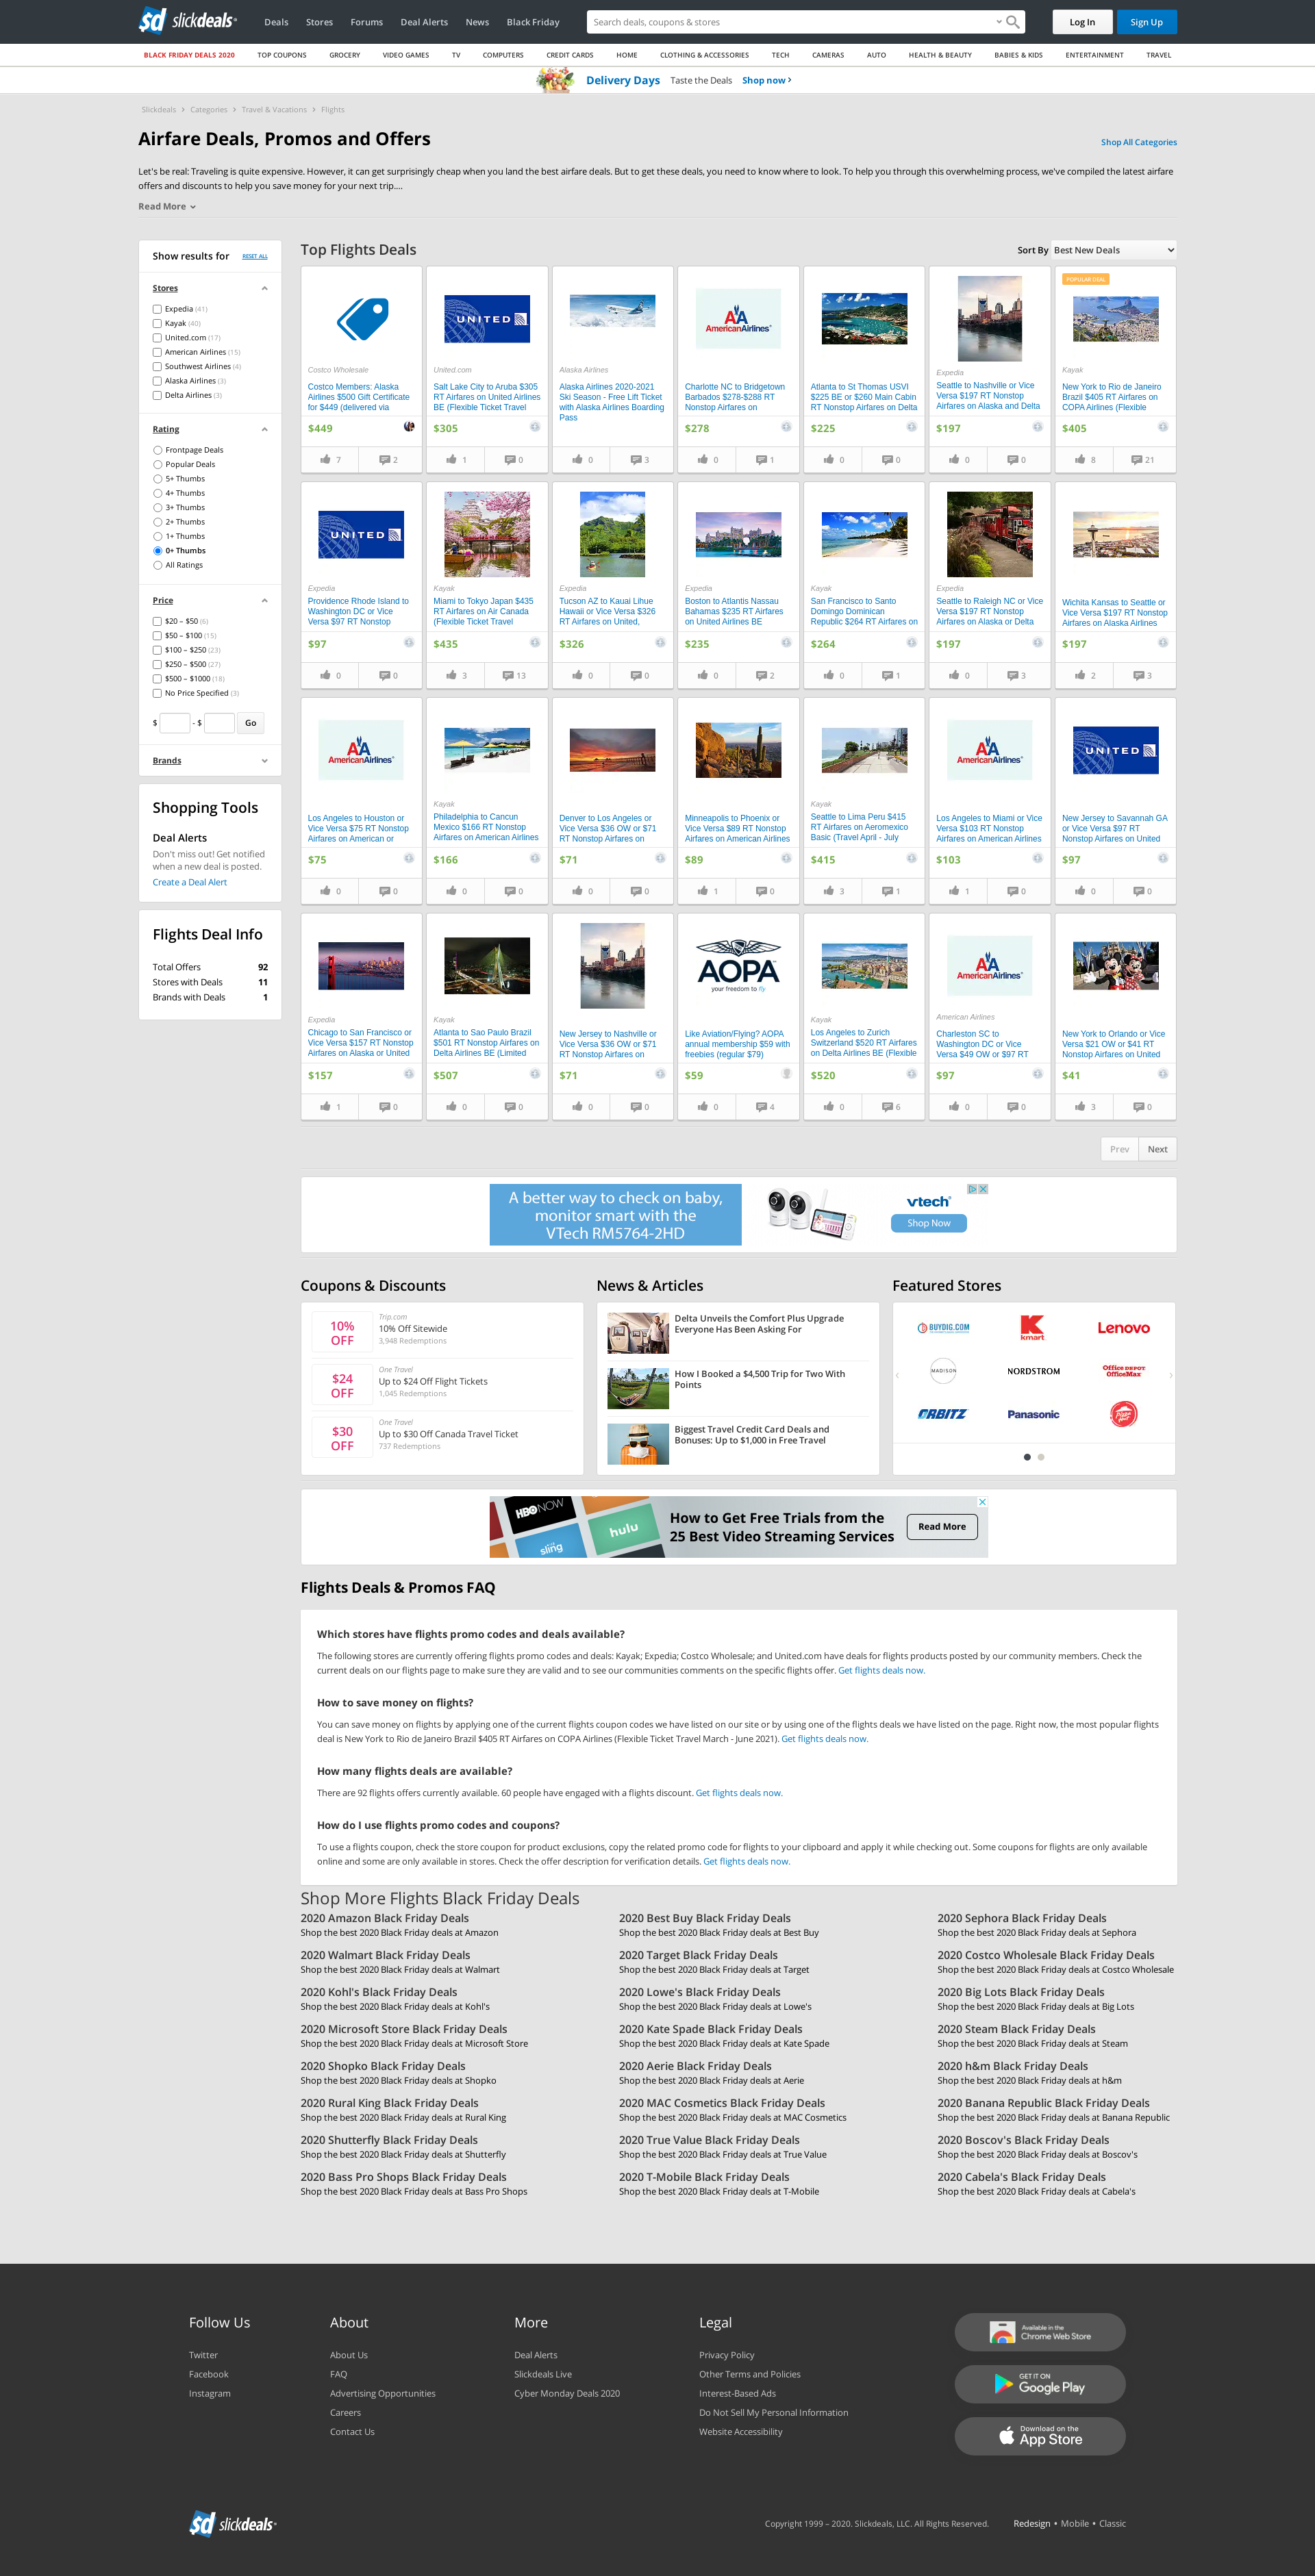 slickdeals
Deals Stores Forums Deal Alerts News Black Friday
Search deals, coupons & stores
Log In Sign Up
BLACK FRIDAY DEALS 2020 TOP COUPONS GROCERY VIDEO GAMES TV COMPUTERS CREDIT CARDS HOME CLOTHING & ACCESSORIES TECH CAMERAS AUTO HEALTH & BEAUTY BABIES & KIDS ENTERTAINMENT TRAVEL
Delivery Days Taste the Deals Shop now ›
Slickdeals › Categories › Travel & Vacations › Flights
Airfare Deals, Promos and Offers
Shop All Categories
Let's be real: Traveling is quite expensive. However, it can get surprisingly cheap when you land the best airfare deals. But to get these deals, you need to know where to look. To help you through this overwhelming process, we've compiled the latest airfare
offers and discounts to help you save money for your next trip....
Read More
Show results for RESET ALL
Stores
Expedia (41)
Kayak (40)
United.com (17)
American Airlines (15)
Southwest Airlines (4)
Alaska Airlines (3)
Delta Airlines (3)
Rating
Frontpage Deals
Popular Deals
5+ Thumbs
4+ Thumbs
3+ Thumbs
2+ Thumbs
1+ Thumbs
0+ Thumbs
All Ratings
Price
$20 – $50 (6)
$50 – $100 (15)
$100 – $250 (23)
$250 – $500 (27)
$500 – $1000 (18)
No Price Specified (3)
$ - $ Go
Brands
Shopping Tools
Deal Alerts
Don't miss out! Get notified
when a new deal is posted.
Create a Deal Alert
Flights Deal Info
Total Offers 92
Stores with Deals 11
Brands with Deals 1
Top Flights Deals
Sort By Best New Deals
Costco Wholesale
Costco Members: Alaska
Airlines $500 Gift Certificate
for $449 (delivered via
$449
7 2
UNITED
United.com
Salt Lake City to Aruba $305
RT Airfares on United Airlines
BE (Flexible Ticket Travel
$305
1 0
Alaska Airlines
Alaska Airlines 2020-2021
Ski Season - Free Lift Ticket
with Alaska Airlines Boarding
Pass
0 3
AmericanAirlines
Charlotte NC to Bridgetown
Barbados $278-$288 RT
Nonstop Airfares on
$278
0 1
Atlanta to St Thomas USVI
$225 BE or $260 Main Cabin
RT Nonstop Airfares on Delta
$225
0 0
Expedia
Seattle to Nashville or Vice
Versa $197 RT Nonstop
Airfares on Alaska and Delta
$197
0 0
POPULAR DEAL
Kayak
New York to Rio de Janeiro
Brazil $405 RT Airfares on
COPA Airlines (Flexible
$405
8 21
UNITED
Expedia
Providence Rhode Island to
Washington DC or Vice
Versa $97 RT Nonstop
$97
0 0
Kayak
Miami to Tokyo Japan $435
RT Airfares on Air Canada
(Flexible Ticket Travel
$435
3 13
Expedia
Tucson AZ to Kauai Lihue
Hawaii or Vice Versa $326
RT Airfares on United,
$326
0 0
Expedia
Boston to Atlantis Nassau
Bahamas $235 RT Airfares
on United Airlines BE
$235
0 2
Kayak
San Francisco to Santo
Domingo Dominican
Republic $264 RT Airfares on
$264
0 1
Expedia
Seattle to Raleigh NC or Vice
Versa $197 RT Nonstop
Airfares on Alaska or Delta
$197
0 3
Wichita Kansas to Seattle or
Vice Versa $197 RT Nonstop
Airfares on Alaska Airlines
$197
2 3
AmericanAirlines
Los Angeles to Houston or
Vice Versa $75 RT Nonstop
Airfares on American or
$75
0 0
Kayak
Philadelphia to Cancun
Mexico $166 RT Nonstop
Airfares on American Airlines
$166
0 0
Denver to Los Angeles or
Vice Versa $36 OW or $71
RT Nonstop Airfares on
$71
0 0
Minneapolis to Phoenix or
Vice Versa $89 RT Nonstop
Airfares on American Airlines
$89
1 0
Kayak
Seattle to Lima Peru $415
RT Airfares on Aeromexico
Basic (Travel April - July
$415
3 1
AmericanAirlines
Los Angeles to Miami or Vice
Versa $103 RT Nonstop
Airfares on American Airlines
$103
1 0
UNITED
New Jersey to Savannah GA
or Vice Versa $97 RT
Nonstop Airfares on United
$97
0 0
Expedia
Chicago to San Francisco or
Vice Versa $157 RT Nonstop
Airfares on Alaska or United
$157
1 0
Kayak
Atlanta to Sao Paulo Brazil
$501 RT Nonstop Airfares on
Delta Airlines BE (Limited
$507
0 0
New Jersey to Nashville or
Vice Versa $36 OW or $71
RT Nonstop Airfares on
$71
0 0
AOPA
your freedom to fly
Like Aviation/Flying? AOPA
annual membership $59 with
freebies (regular $79)
$59
0 4
Kayak
Los Angeles to Zurich
Switzerland $520 RT Airfares
on Delta Airlines BE (Flexible
$520
0 6
AmericanAirlines
American Airlines
Charleston SC to
Washington DC or Vice
Versa $49 OW or $97 RT
$97
0 0
New York to Orlando or Vice
Versa $21 OW or $41 RT
Nonstop Airfares on United
$41
3 0
Prev Next
A better way to check on baby,
monitor smart with the
VTech RM5764-2HD
vtech
Shop Now
Coupons & Discounts
10% OFF
Trip.com
10% Off Sitewide
3,948 Redemptions
$24 OFF
One Travel
Up to $24 Off Flight Tickets
1,045 Redemptions
$30 OFF
One Travel
Up to $30 Off Canada Travel Ticket
737 Redemptions
News & Articles
Delta Unveils the Comfort Plus Upgrade
Everyone Has Been Asking For
How I Booked a $4,500 Trip for Two With
Points
Biggest Travel Credit Card Deals and
Bonuses: Up to $1,000 in Free Travel
Featured Stores
BUYDIG.COM kmart Lenovo
MADISON NORDSTROM Office DEPOT OfficeMax
ORBITZ Panasonic Pizza Hut
HBO NOW hulu sling
How to Get Free Trials from the
25 Best Video Streaming Services
Read More
Flights Deals & Promos FAQ
Which stores have flights promo codes and deals available?
The following stores are currently offering flights promo codes and deals: Kayak; Expedia; Costco Wholesale; and United.com have deals for flights products posted by our community members. Check the
current deals on our flights page to make sure they are valid and to see our communities comments on the specific flights offer. Get flights deals now.
How to save money on flights?
You can save money on flights by applying one of the current flights coupon codes we have listed on our site or by using one of the flights deals we have listed on the page. Right now, the most popular flights
deal is New York to Rio de Janeiro Brazil $405 RT Airfares on COPA Airlines (Flexible Ticket Travel March - June 2021). Get flights deals now.
How many flights deals are available?
There are 92 flights offers currently available. 60 people have engaged with a flights discount. Get flights deals now.
How do I use flights promo codes and coupons?
To use a flights coupon, check the store coupon for product exclusions, copy the related promo code for flights to your clipboard and apply it while checking out. Some coupons for flights are only available
online and some are only available in stores. Check the offer description for verification details. Get flights deals now.
Shop More Flights Black Friday Deals
2020 Amazon Black Friday Deals
Shop the best 2020 Black Friday deals at Amazon
2020 Best Buy Black Friday Deals
Shop the best 2020 Black Friday deals at Best Buy
2020 Sephora Black Friday Deals
Shop the best 2020 Black Friday deals at Sephora
2020 Walmart Black Friday Deals
Shop the best 2020 Black Friday deals at Walmart
2020 Target Black Friday Deals
Shop the best 2020 Black Friday deals at Target
2020 Costco Wholesale Black Friday Deals
Shop the best 2020 Black Friday deals at Costco Wholesale
2020 Kohl's Black Friday Deals
Shop the best 2020 Black Friday deals at Kohl's
2020 Lowe's Black Friday Deals
Shop the best 2020 Black Friday deals at Lowe's
2020 Big Lots Black Friday Deals
Shop the best 2020 Black Friday deals at Big Lots
2020 Microsoft Store Black Friday Deals
Shop the best 2020 Black Friday deals at Microsoft Store
2020 Kate Spade Black Friday Deals
Shop the best 2020 Black Friday deals at Kate Spade
2020 Steam Black Friday Deals
Shop the best 2020 Black Friday deals at Steam
2020 Shopko Black Friday Deals
Shop the best 2020 Black Friday deals at Shopko
2020 Aerie Black Friday Deals
Shop the best 2020 Black Friday deals at Aerie
2020 h&m Black Friday Deals
Shop the best 2020 Black Friday deals at h&m
2020 Rural King Black Friday Deals
Shop the best 2020 Black Friday deals at Rural King
2020 MAC Cosmetics Black Friday Deals
Shop the best 2020 Black Friday deals at MAC Cosmetics
2020 Banana Republic Black Friday Deals
Shop the best 2020 Black Friday deals at Banana Republic
2020 Shutterfly Black Friday Deals
Shop the best 2020 Black Friday deals at Shutterfly
2020 True Value Black Friday Deals
Shop the best 2020 Black Friday deals at True Value
2020 Boscov's Black Friday Deals
Shop the best 2020 Black Friday deals at Boscov's
2020 Bass Pro Shops Black Friday Deals
Shop the best 2020 Black Friday deals at Bass Pro Shops
2020 T-Mobile Black Friday Deals
Shop the best 2020 Black Friday deals at T-Mobile
2020 Cabela's Black Friday Deals
Shop the best 2020 Black Friday deals at Cabela's
Follow Us
Twitter
Facebook
Instagram
About
About Us
FAQ
Advertising Opportunities
Careers
Contact Us
More
Deal Alerts
Slickdeals Live
Cyber Monday Deals 2020
Legal
Privacy Policy
Other Terms and Policies
Interest-Based Ads
Do Not Sell My Personal Information
Website Accessibility
Available in the
Chrome Web Store
GET IT ON
Google Play
Download on the
App Store
slickdeals
Copyright 1999 – 2020. Slickdeals, LLC. All Rights Reserved. Redesign • Mobile • Classic